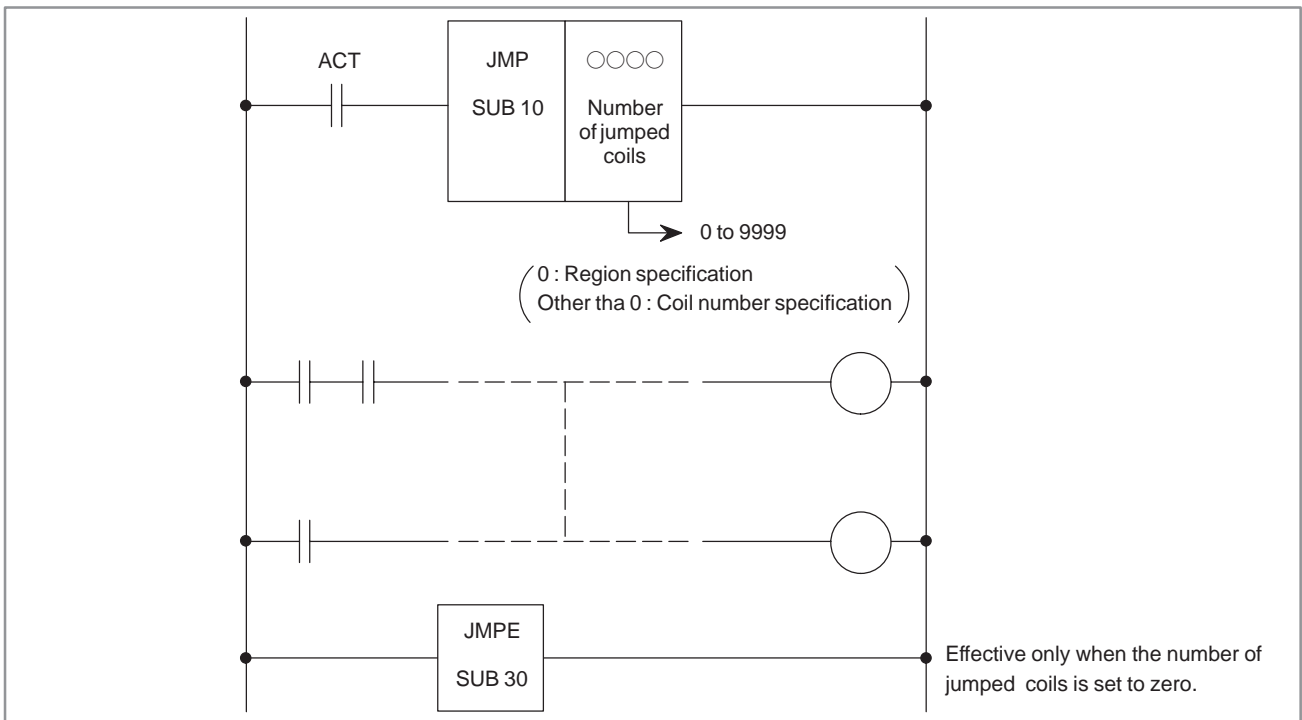 ACT
JMP
SUB 10
○○○○
Number
of jumped
coils
0 to 9999
0 : Region specification
Other tha 0 : Coil number specification
JMPE
SUB 30
Effective only when the number of
jumped coils is set to zero.